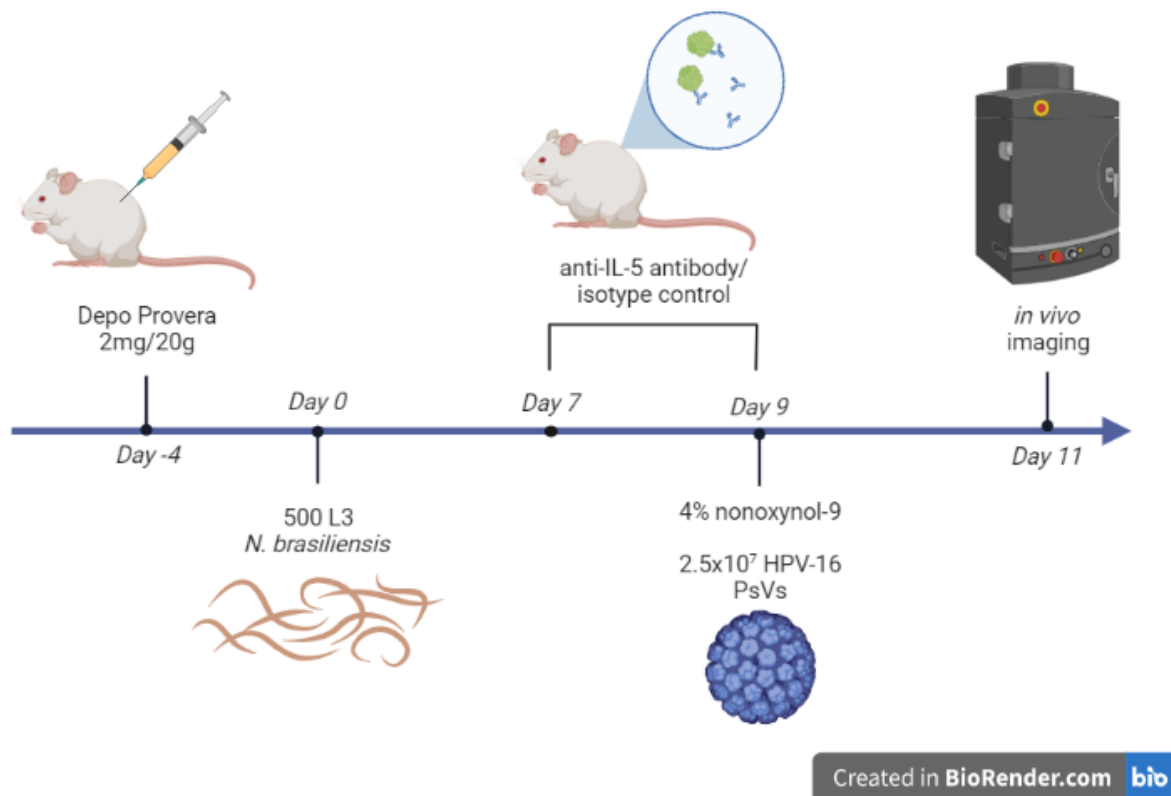 Depo Provera
2mg/20g
anti-IL-5 antibody/
isotype control
in vivo
imaging
Day 0
Day 7
Day 9
Day -4
Day 11
500 L3
N. brasiliensis
4% nonoxynol-9
2.5x10⁷ HPV-16
PsVs
Created in BioRender.com bio